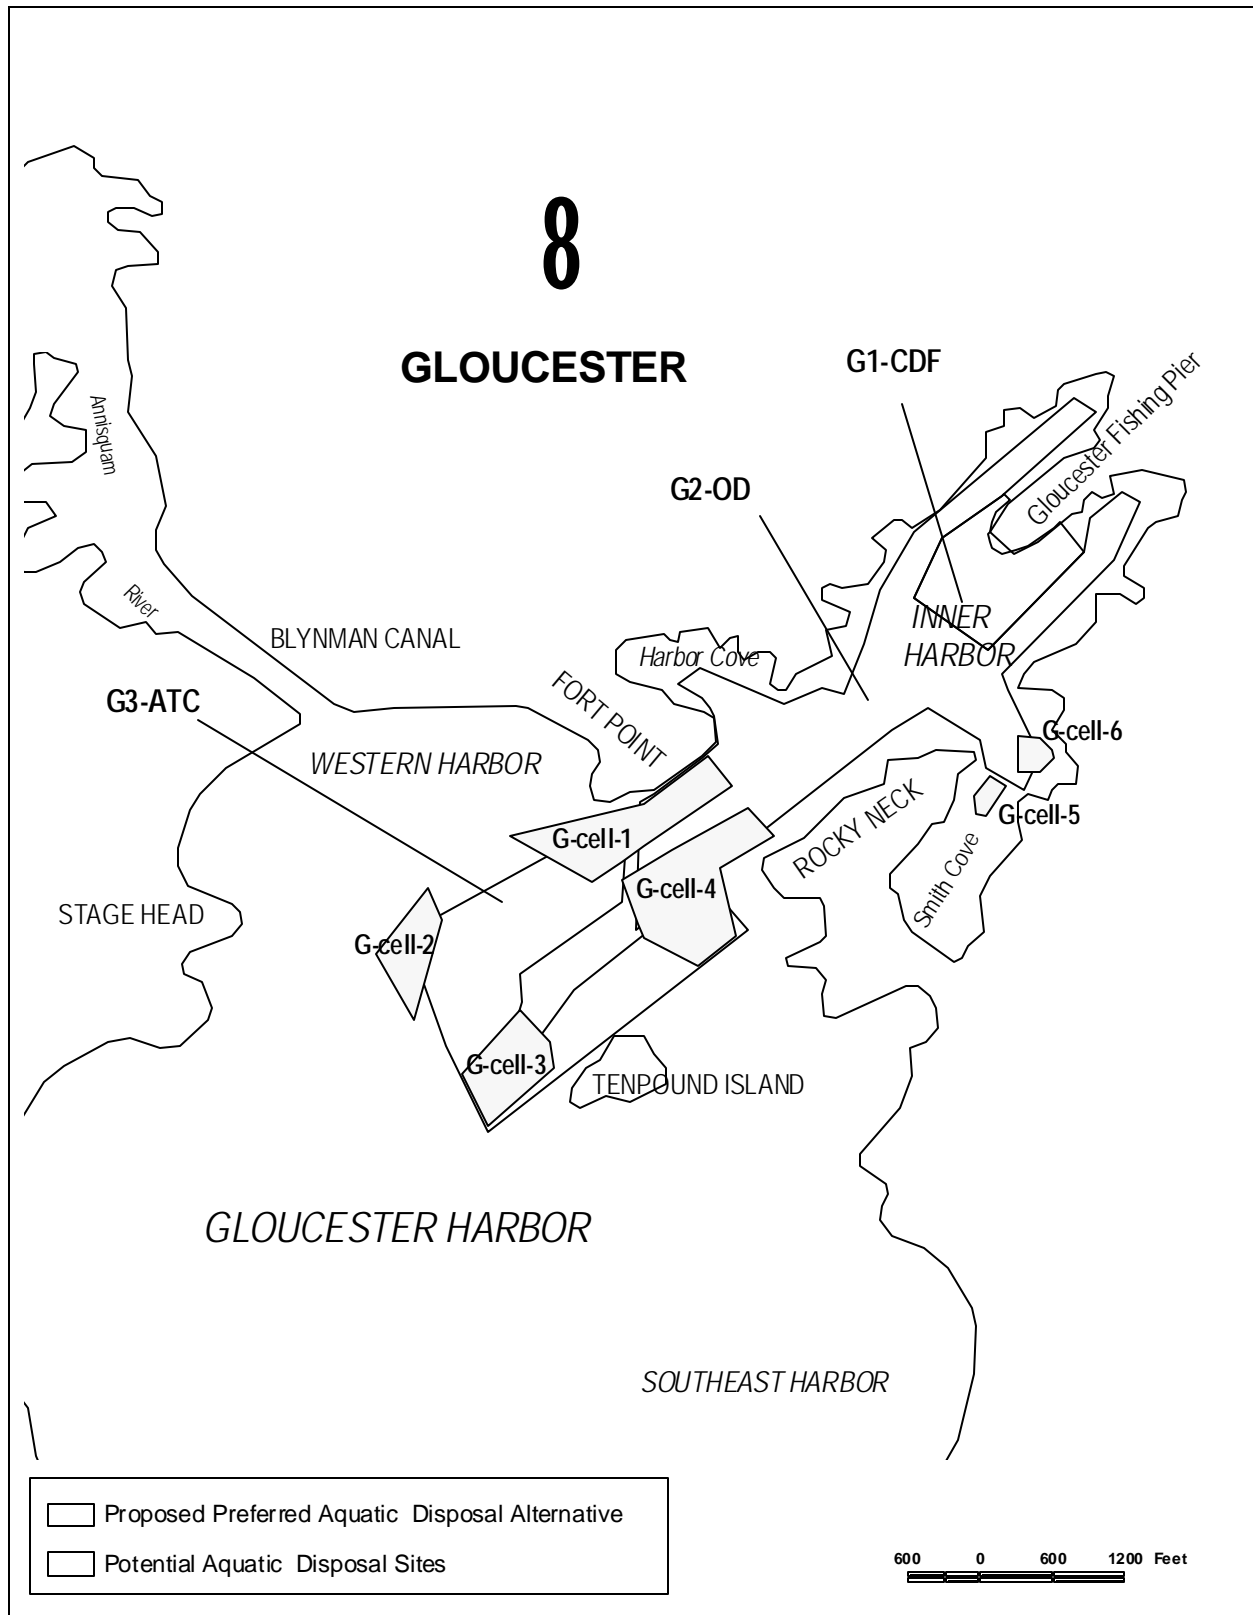 8
GLOUCESTER
G1-CDF
Gloucester Fishing Pier
Annisquam
G2-OD
River
INNER
HARBOR
BLYNMAN CANAL
Harbor Cove
G3-ATC
FORT POINT
G-cell-6
WESTERN HARBOR
ROCKY NECK
G-cell-5
G-cell-1
Smith Cove
G-cell-4
STAGE HEAD
G-cell-2
G-cell-3
TENPOUND ISLAND
GLOUCESTER HARBOR
SOUTHEAST HARBOR
Proposed Preferred Aquatic Disposal Alternative
Potential Aquatic Disposal Sites
600 0 600 1200 Feet